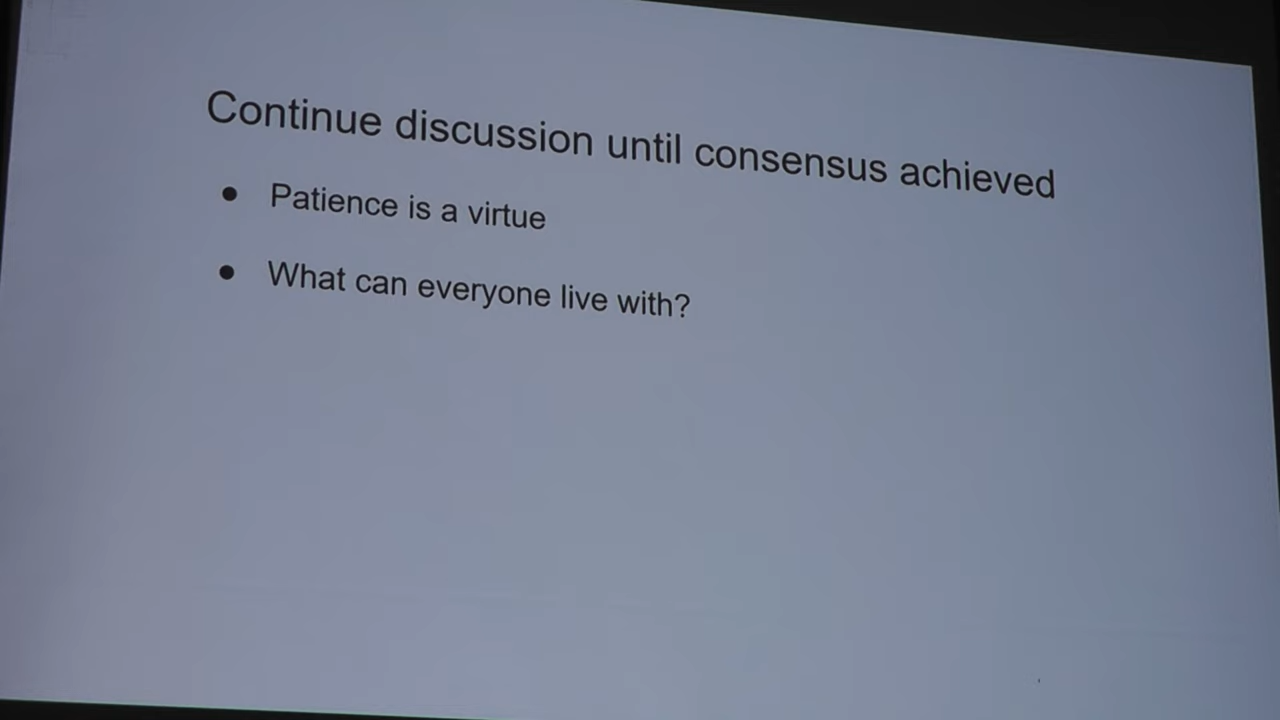 Continue discussion until consensus achieved
● Patience is a virtue
● What can everyone live with?